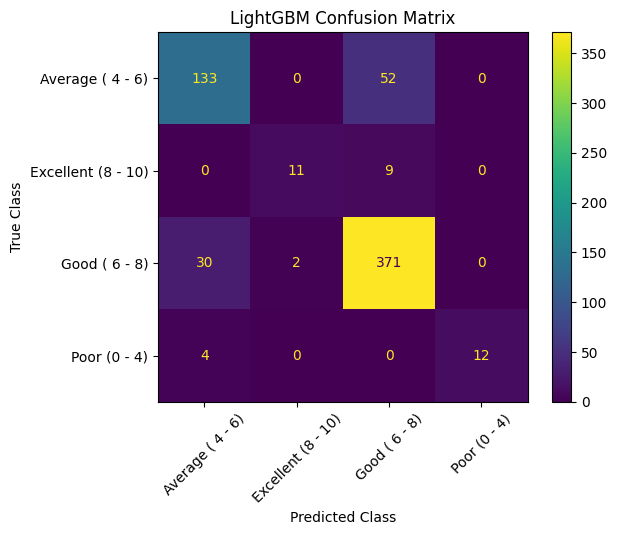 LightGBM Confusion Matrix
True Class
Average ( 4 - 6)
133 0 52 0
Excellent (8 - 10)
0 11 9 0
Good ( 6 - 8)
30 2 371 0
Poor (0 - 4)
4 0 0 12
Average ( 4 - 6)
Excellent (8 - 10)
Good ( 6 - 8)
Poor (0 - 4)
Predicted Class
350
300
250
200
150
100
50
0